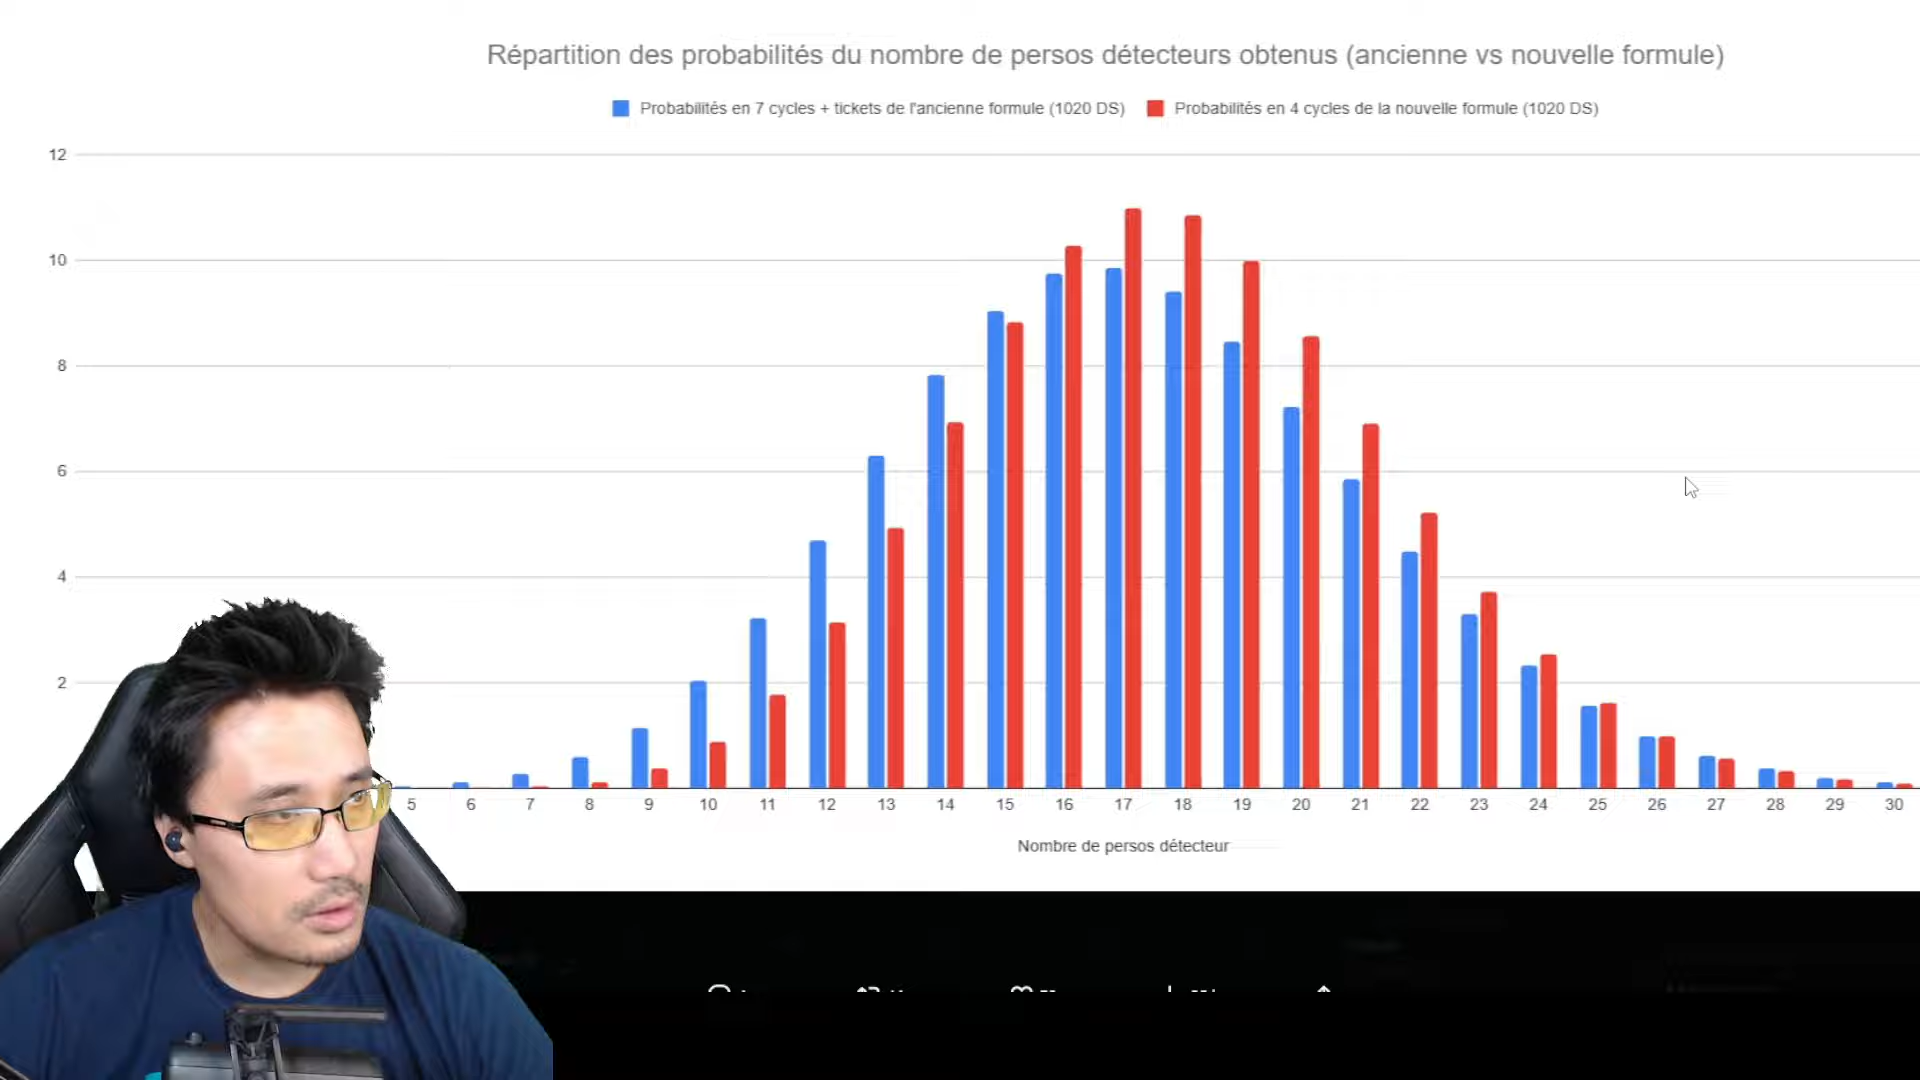 Répartition des probabilités du nombre de persos détecteurs obtenus (ancienne vs nouvelle formule)
Probabilités en 7 cycles + tickets de l'ancienne formule (1020 DS) Probabilités en 4 cycles de la nouvelle formule (1020 DS)
12
10
8
6
4
2
5 6 7 8 9 10 11 12 13 14 15 16 17 18 19 20 21 22 23 24 25 26 27 28 29 30
Nombre de persos détecteur